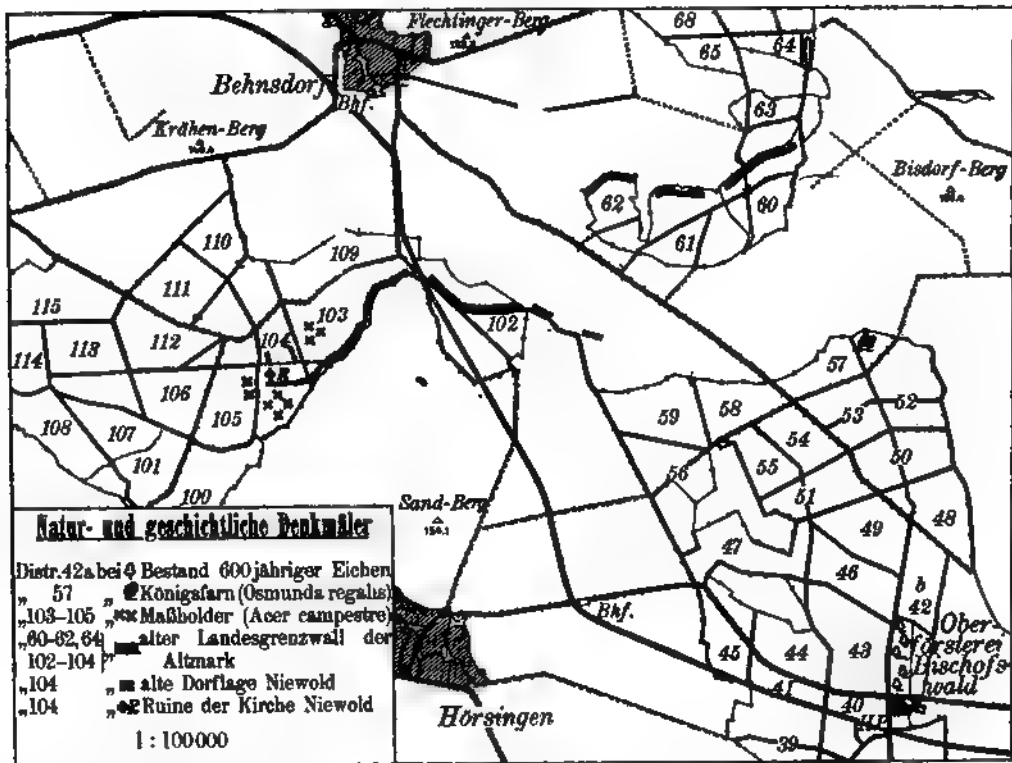 Flechtinger-Berg
68
65
64
Behnsdorf
Bhf.
63
Krähen-Berg
Bisdorf-Berg
62
60
61
110
109
111
115
103
102
104
112
113
114
57
106
105
59
58
53
52
54
108
107
50
101
56
55
51
100
Sand-Berg
154.1
49
48
47
46
b
42
Ober-
försterei
Bischofs-
wald
Bhf.
45
44
43
41
40
H.P.
39
Hörsingen
Natur- und geschichtliche Denkmäler
Distr. 42a bei Bestand 600 jähriger Eichen
„ 57 „ Königsfarn (Osmunda regalis)
„ 103-105 „ ×× Maßholder (Acer campestre)
„ 60-62, 64 alter Landesgrenzwall der
102-104 „ Altmark
„ 104 „ alte Dorflage Niewold
„ 104 „ Ruine der Kirche Niewold
1 : 100000